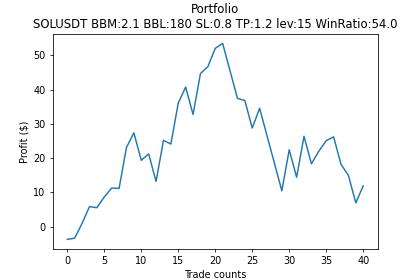 Portfolio
SOLUSDT BBM:2.1 BBL:180 SL:0.8 TP:1.2 lev:15 WinRatio:54.0
Profit ($)
50
40
30
20
10
0
0 5 10 15 20 25 30 35 40
Trade counts